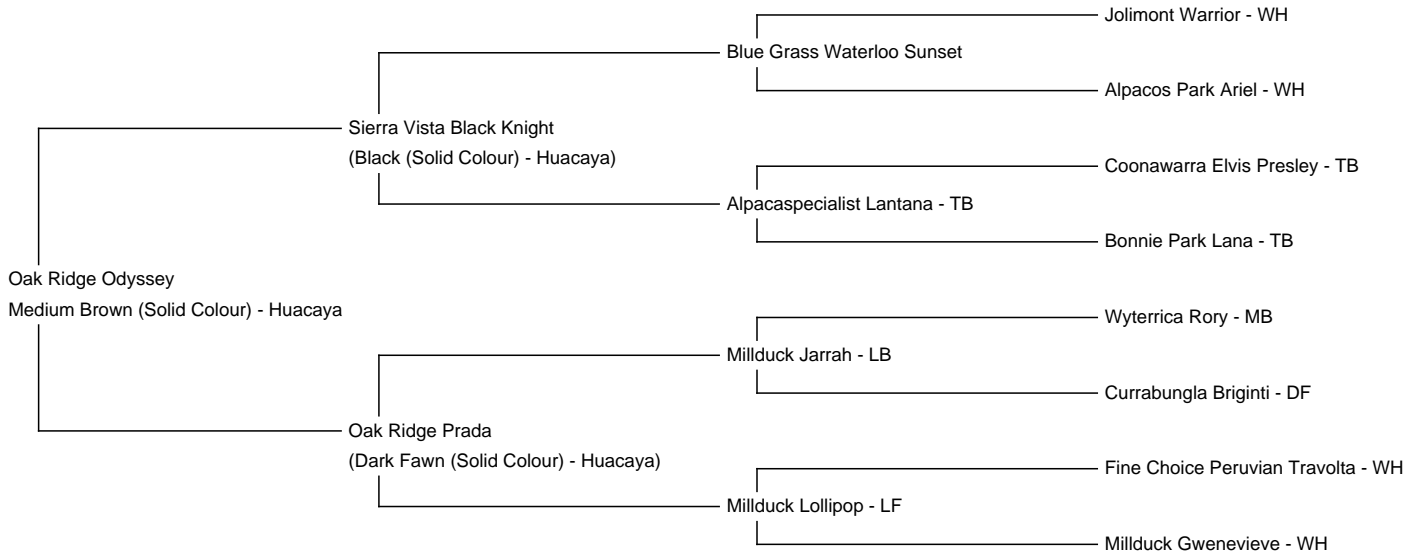 Jolimont Warrior - WH
Blue Grass Waterloo Sunset
Alpacos Park Ariel - WH
Sierra Vista Black Knight
(Black (Solid Colour) - Huacaya)
Coonawarra Elvis Presley - TB
Alpacaspecialist Lantana - TB
Bonnie Park Lana - TB
Oak Ridge Odyssey
Medium Brown (Solid Colour) - Huacaya
Wyterrica Rory - MB
Millduck Jarrah - LB
Currabungla Briginti - DF
Oak Ridge Prada
(Dark Fawn (Solid Colour) - Huacaya)
Fine Choice Peruvian Travolta - WH
Millduck Lollipop - LF
Millduck Gwenevieve - WH